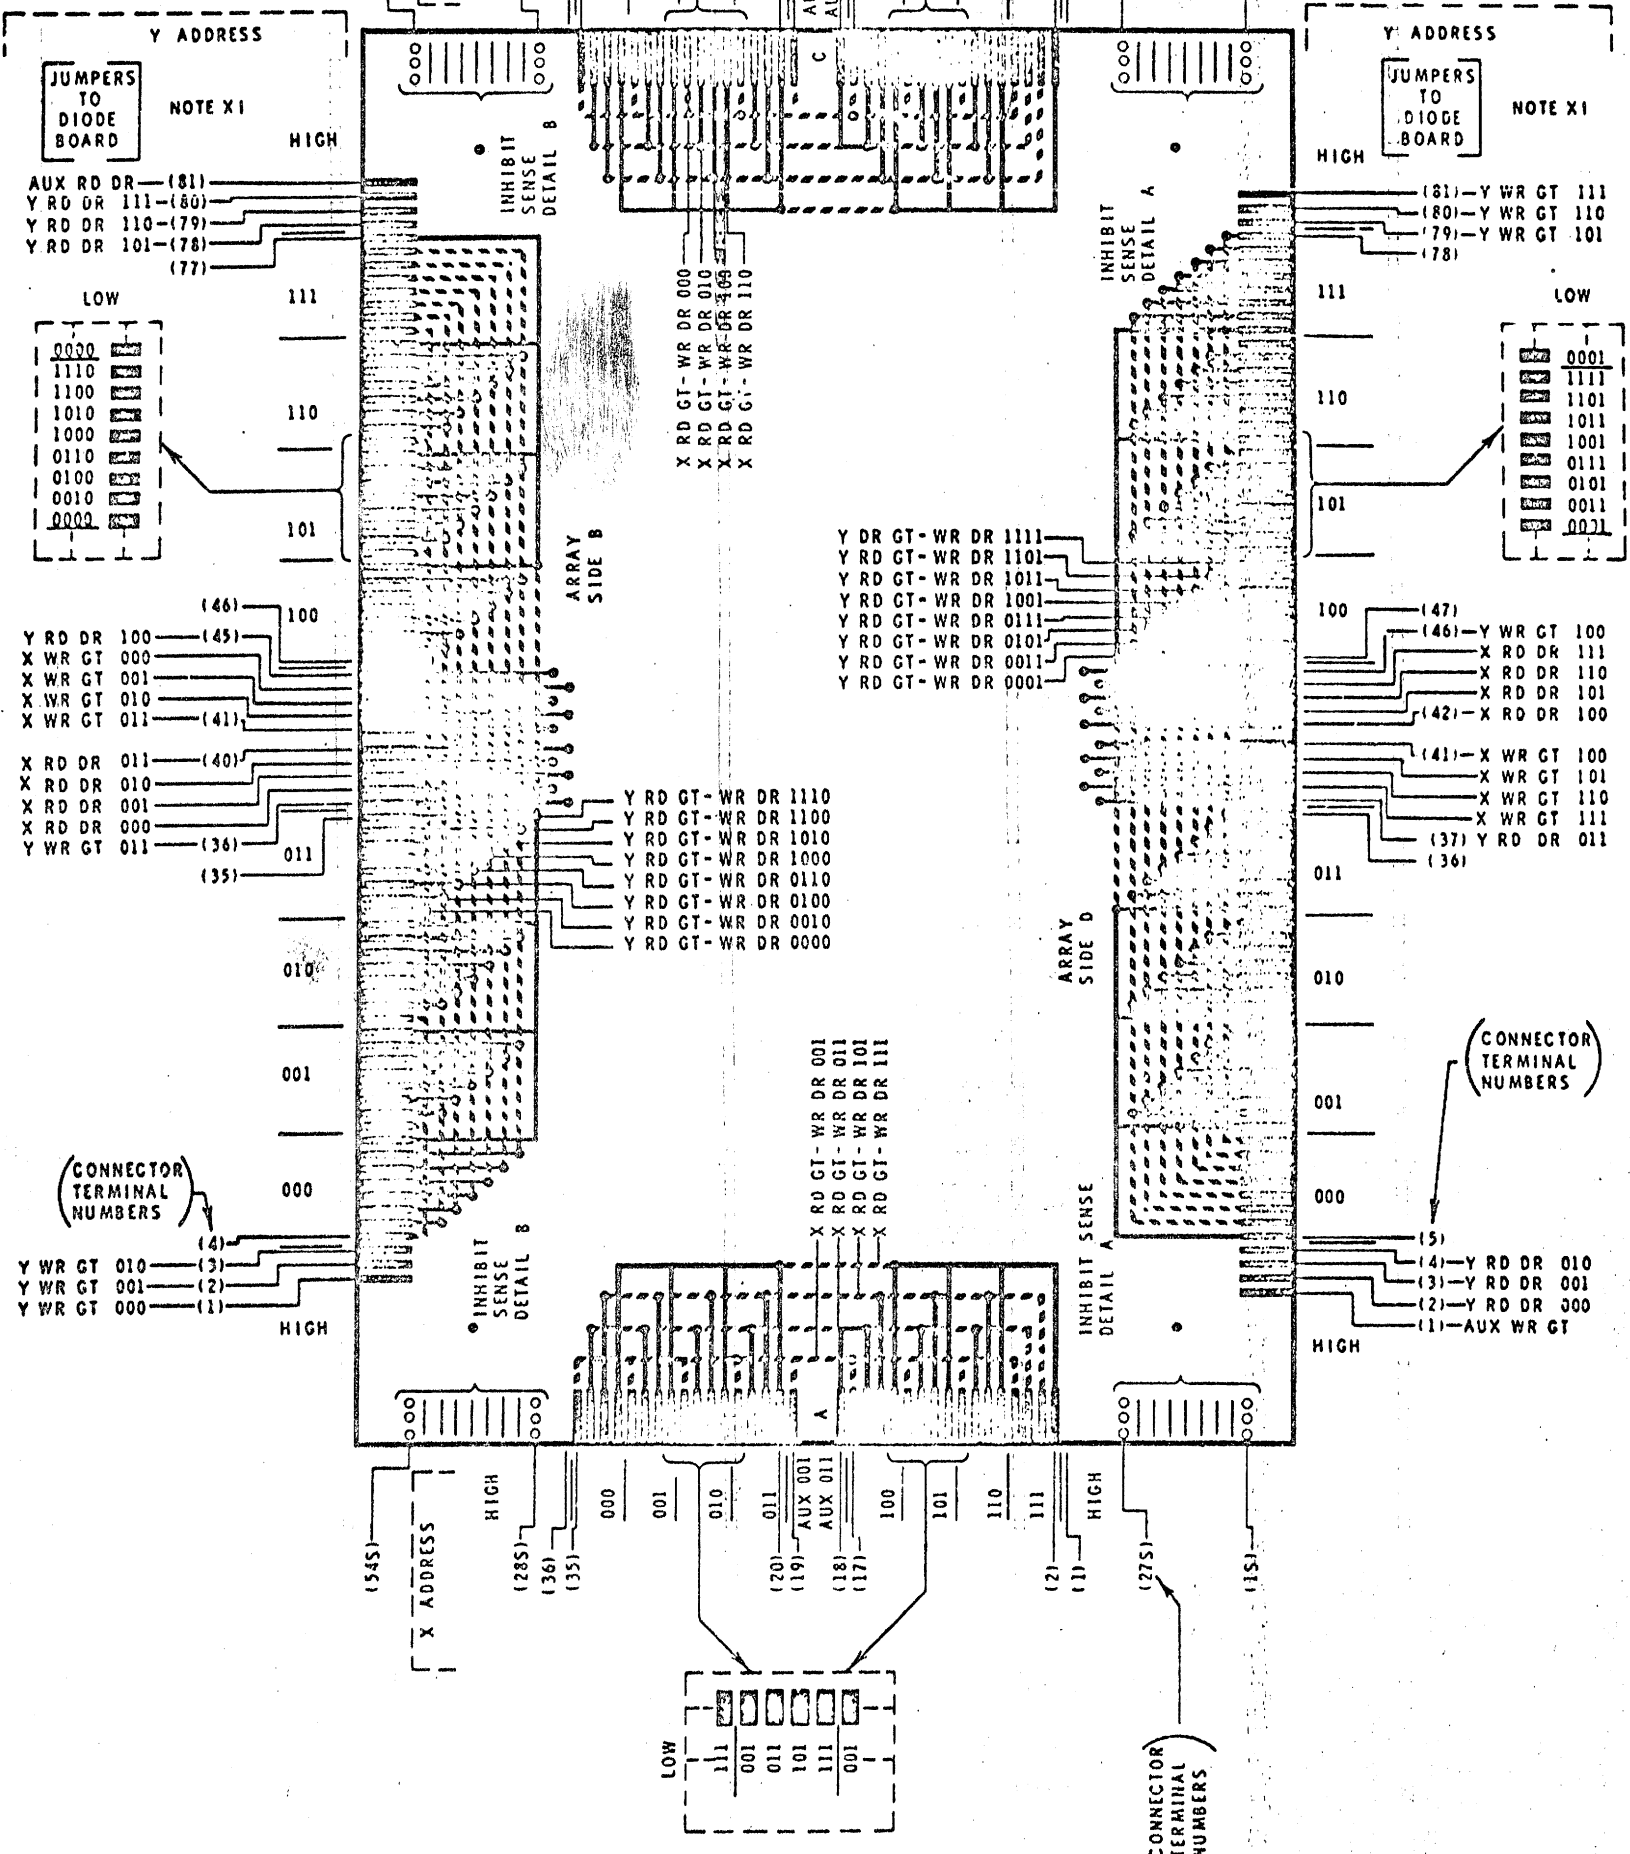 Y ADDRESS
JUMPERS
TO
DIODE
BOARD
NOTE X1
HIGH
AUX RD DR—(81)
Y RD DR 111—(80)
Y RD DR 110—(79)
Y RD DR 101—(78)
(77)
LOW
0000
1110
1100
1010
1000
0110
0100
0010
0000
111
110
101
100
(46)
Y RD DR 100—(45)
X WR GT 000
X WR GT 001
X WR GT 010
X WR GT 011—(41)
X RD DR 011—(40)
X RD DR 010
X RD DR 001
X RD DR 000
Y WR GT 011—(36)
(35)
011
010
001
000
(CONNECTOR
TERMINAL
NUMBERS)
(4)
Y WR GT 010—(3)
Y WR GT 001—(2)
Y WR GT 000—(1)
HIGH
INHIBIT
SENSE
DETAIL B
C
X RD GT-WR DR 000
X RD GT-WR DR 010
X RD GT-WR DR 100
X RD GT-WR DR 110
ARRAY
SIDE B
Y RD GT-WR DR 1110
Y RD GT-WR DR 1100
Y RD GT-WR DR 1010
Y RD GT-WR DR 1000
Y RD GT-WR DR 0110
Y RD GT-WR DR 0100
Y RD GT-WR DR 0010
Y RD GT-WR DR 0000
INHIBIT
SENSE
DETAIL A
Y DR GT-WR DR 1111
Y RD GT-WR DR 1101
Y RD GT-WR DR 1011
Y RD GT-WR DR 1001
Y RD GT-WR DR 0111
Y RD GT-WR DR 0101
Y RD GT-WR DR 0011
Y RD GT-WR DR 0001
ARRAY
SIDE D
X RD GT-WR DR 001
X RD GT-WR DR 011
X RD GT-WR DR 101
X RD GT-WR DR 111
INHIBIT
SENSE
DETAIL B
A
INHIBIT SENSE
DETAIL A
Y ADDRESS
JUMPERS
TO
DIODE
BOARD
NOTE X1
HIGH
(81)—Y WR GT 111
(80)—Y WR GT 110
(79)—Y WR GT 101
(78)
LOW
0001
1111
1101
1011
1001
0111
0101
0011
0001
111
110
101
100
(47)
(46)—Y WR GT 100
X RD DR 111
X RD DR 110
X RD DR 101
(42)—X RD DR 100
(41)—X WR GT 100
X WR GT 101
X WR GT 110
X WR GT 111
(37) Y RD DR 011
(36)
011
010
001
000
(CONNECTOR
TERMINAL
NUMBERS)
(5)
(4)—Y RD DR 010
(3)—Y RD DR 001
(2)—Y RD DR 000
(1)—AUX WR GT
HIGH
(54S)
X ADDRESS
HIGH
(28S)
(36)
(35)
000
001
010
011
AUX 001
AUX 011
(20)
(19)
(18)
(17)
100
101
110
111
(2)
(1)
HIGH
(27S)
(1S)
LOW
111
001
011
101
111
001
CONNECTOR
TERMINAL
NUMBERS